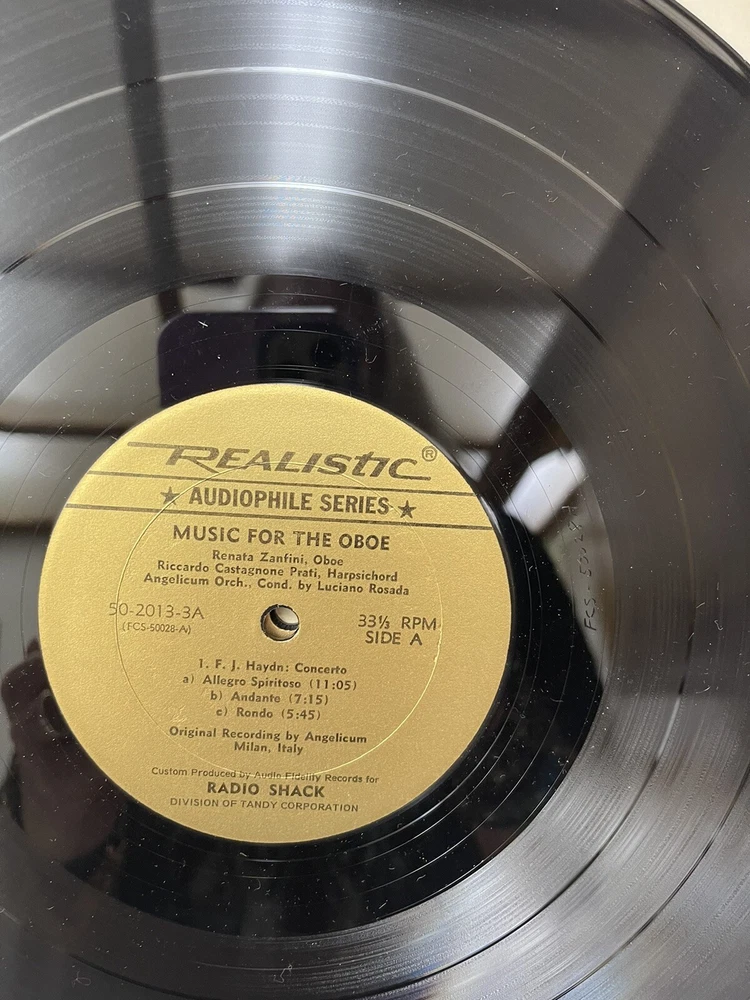 REALISTIC®
★ AUDIOPHILE SERIES ★
MUSIC FOR THE OBOE
Renata Zanfini, Oboe
Riccardo Castagnone Prati, Harpsichord
Angelicum Orch., Cond. by Luciano Rosada
50-2013-3A
(FCS-50028-A)
33⅓ RPM
SIDE A
1. F. J. Haydn: Concerto
a) Allegro Spiritoso (11:05)
b) Andante (7:15)
c) Rondo (5:45)
Original Recording by Angelicum
Milan, Italy
Custom Produced by Audio Fidelity Records for
RADIO SHACK
DIVISION OF TANDY CORPORATION